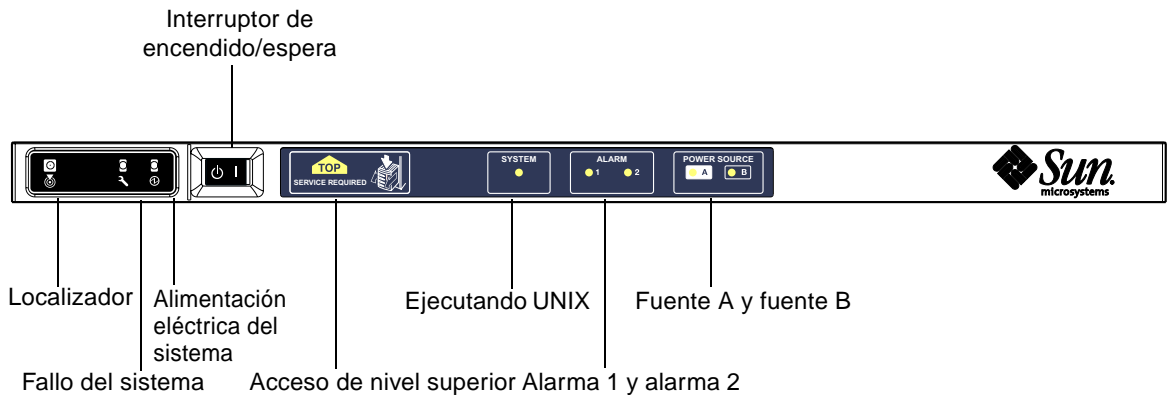 Interruptor de
encendido/espera
TOP
SERVICE REQUIRED
SYSTEM
ALARM
1 2
POWER SOURCE
A B
Sun
microsystems
Localizador
Alimentación
eléctrica del
sistema
Ejecutando UNIX
Fuente A y fuente B
Fallo del sistema
Acceso de nivel superior
Alarma 1 y alarma 2